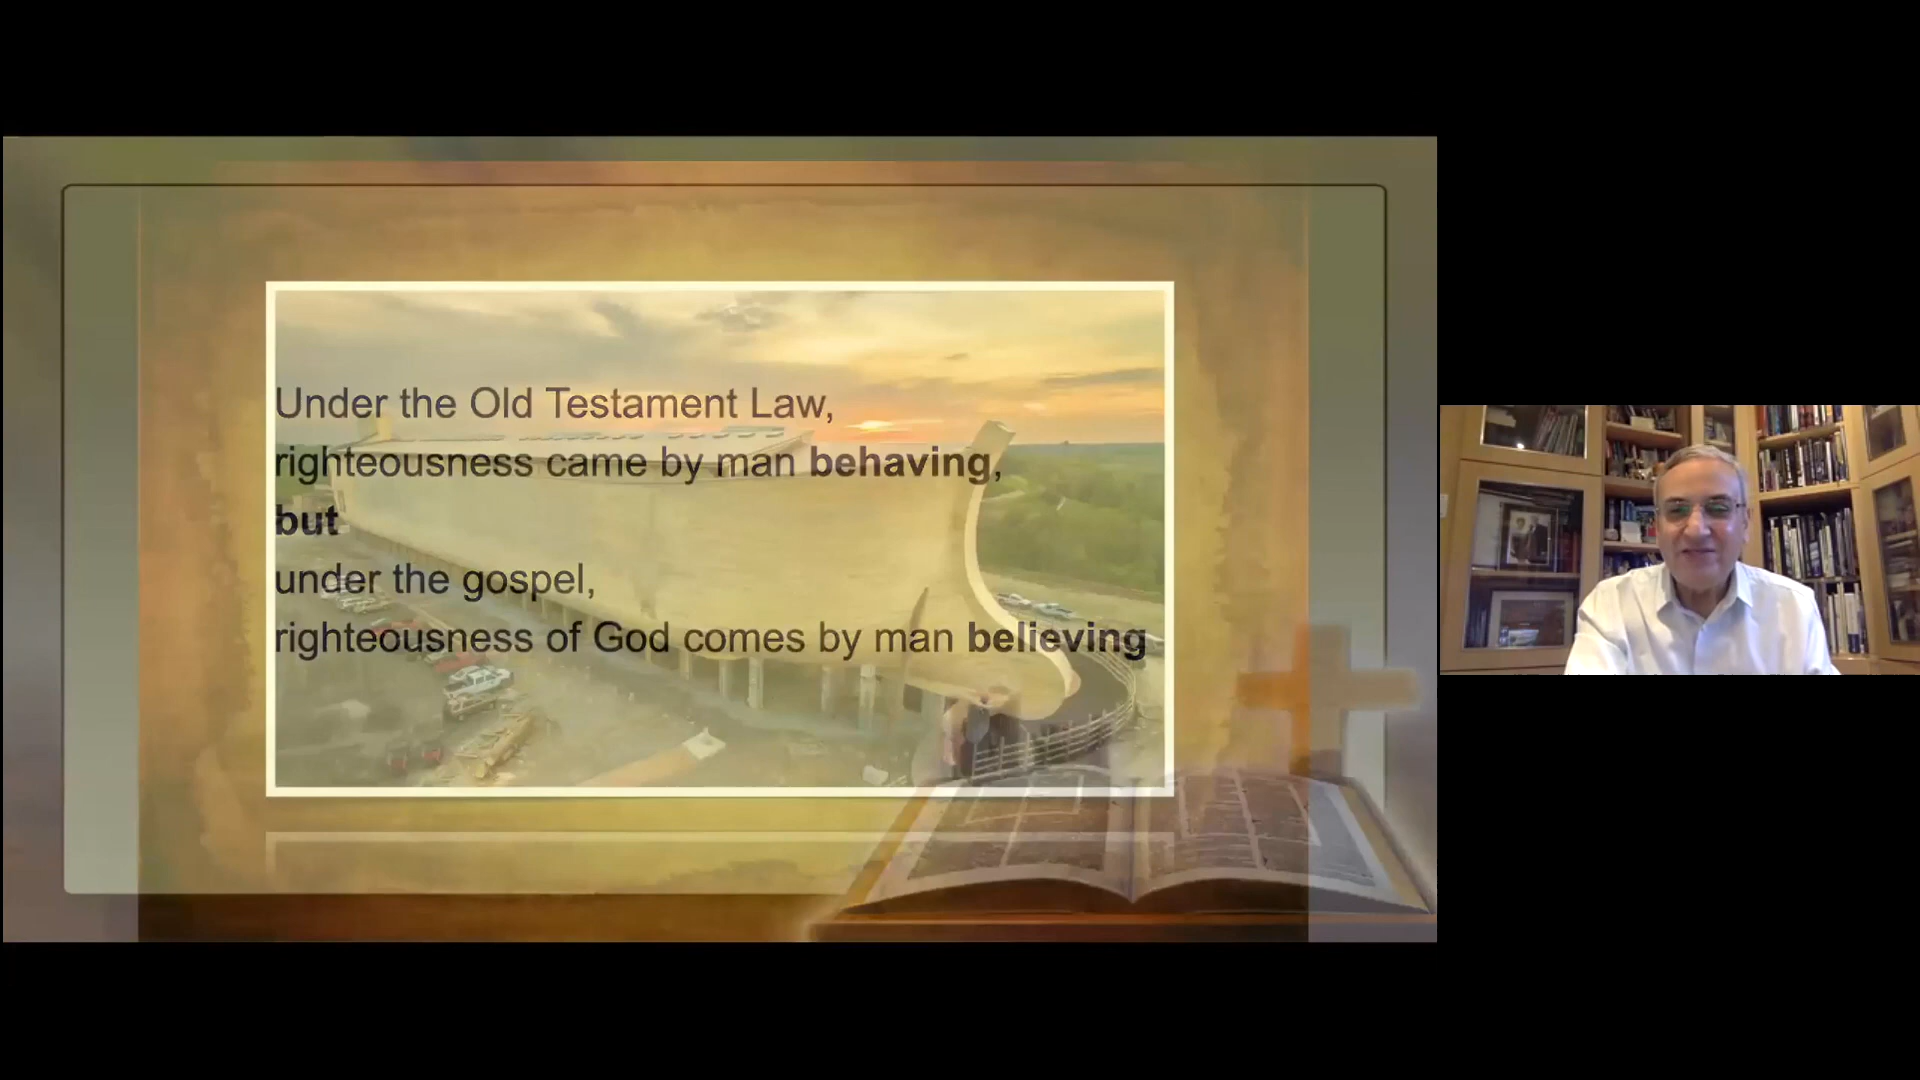 Under the Old Testament Law,
righteousness came by man behaving,
but
under the gospel,
righteousness of God comes by man believing